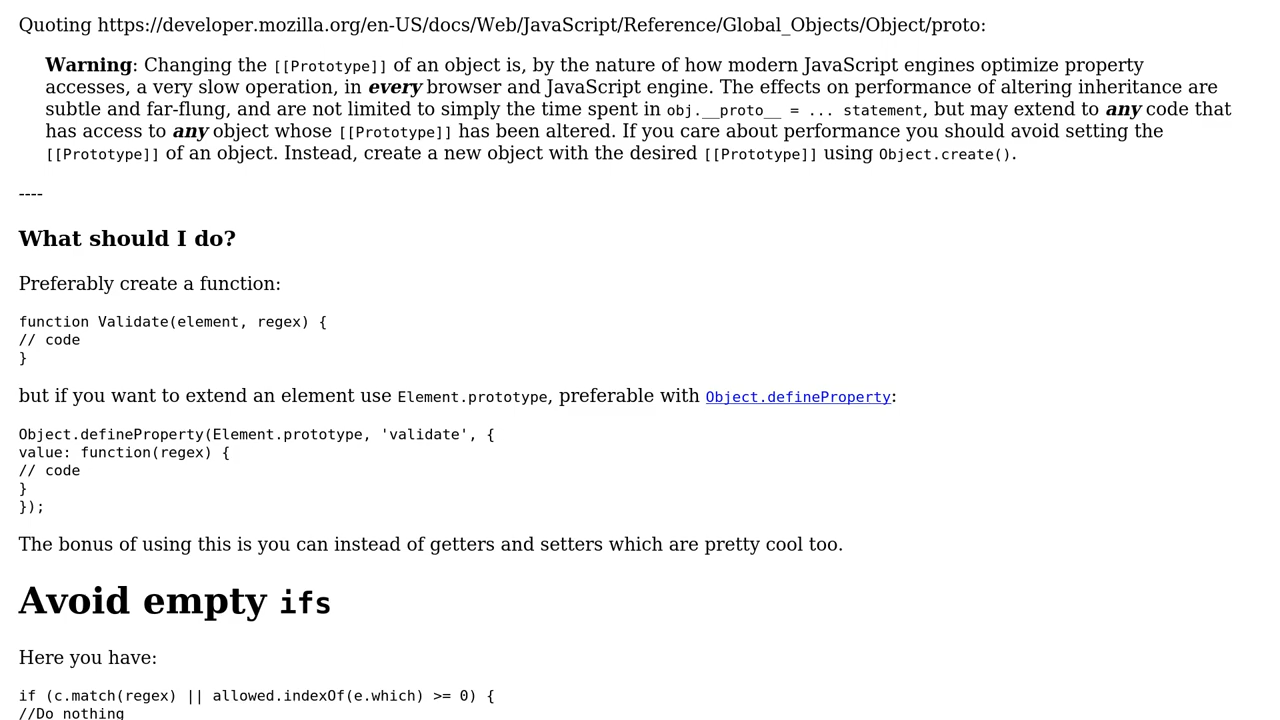 Quoting https://developer.mozilla.org/en-US/docs/Web/JavaScript/Reference/Global_Objects/Object/proto:
Warning: Changing the [[Prototype]] of an object is, by the nature of how modern JavaScript engines optimize property
accesses, a very slow operation, in every browser and JavaScript engine. The effects on performance of altering inheritance are
subtle and far-flung, and are not limited to simply the time spent in obj.__proto__ = ... statement, but may extend to any code that
has access to any object whose [[Prototype]] has been altered. If you care about performance you should avoid setting the
[[Prototype]] of an object. Instead, create a new object with the desired [[Prototype]] using Object.create().
----
What should I do?
Preferably create a function:
function Validate(element, regex) {
// code
}
but if you want to extend an element use Element.prototype, preferable with Object.defineProperty:
Object.defineProperty(Element.prototype, 'validate', {
value: function(regex) {
// code
}
});
The bonus of using this is you can instead of getters and setters which are pretty cool too.
Avoid empty ifs
Here you have:
if (c.match(regex) || allowed.indexOf(e.which) >= 0) {
//Do nothing